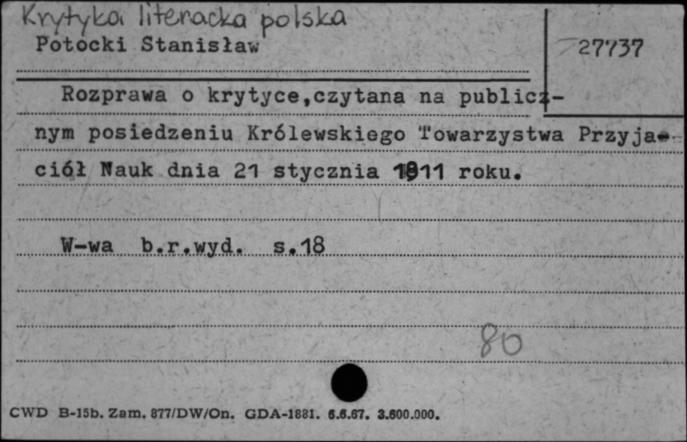 Krytyka literacka polska
Potocki Stanisław
27737
Rozprawa o krytyce,czytana na publicz-
nym posiedzeniu Królewskiego Towarzystwa Przyja-
ciół Nauk dnia 21 stycznia 1811 roku.
W-wa b.r.wyd. s.18
80
CWD B-15b. Zam. 877/DW/On. GDA-1881. 6.6.67. 3.600.000.